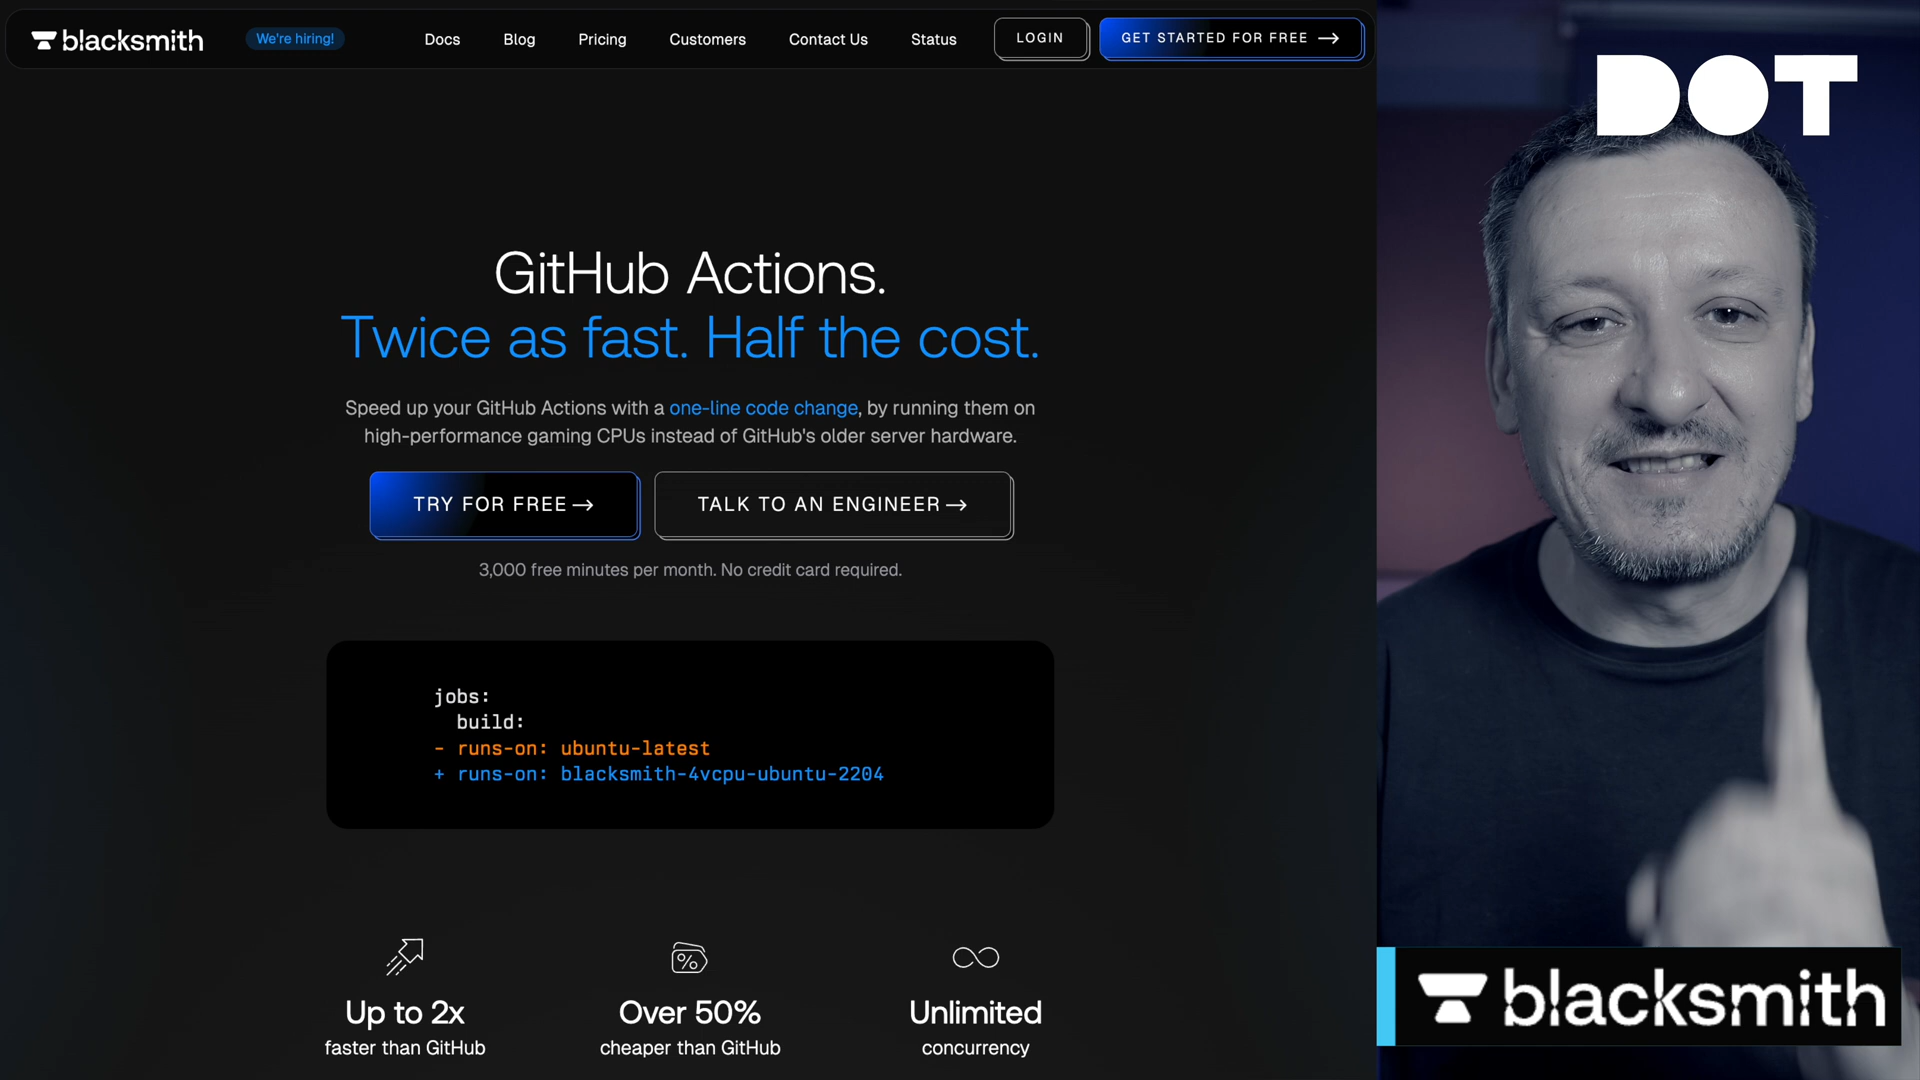 blacksmith
We're hiring!
Docs
Blog
Pricing
Customers
Contact Us
Status
LOGIN
GET STARTED FOR FREE
DOT
GitHub Actions.
Twice as fast. Half the cost.
Speed up your GitHub Actions with a one-line code change, by running them on
high-performance gaming CPUs instead of GitHub's older server hardware.
TRY FOR FREE
TALK TO AN ENGINEER
3,000 free minutes per month. No credit card required.
jobs:
build:
- runs-on: ubuntu-latest
+ runs-on: blacksmith-4vcpu-ubuntu-2204
%
Up to 2x
faster than GitHub
Over 50%
cheaper than GitHub
Unlimited
concurrency
blacksmith